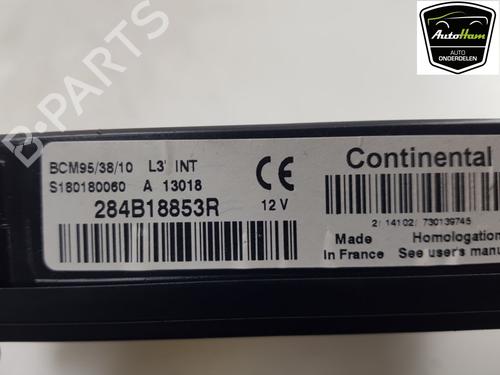 AutoHam
AUTO
ONDERDELEN
B-PARTS
BCM95/38/10 L3' INT
S180180060 A 13018
284B18853R
CE
12 V
Continental
2/ 14102/ 730139745
Made Homologation
In France See user's manu